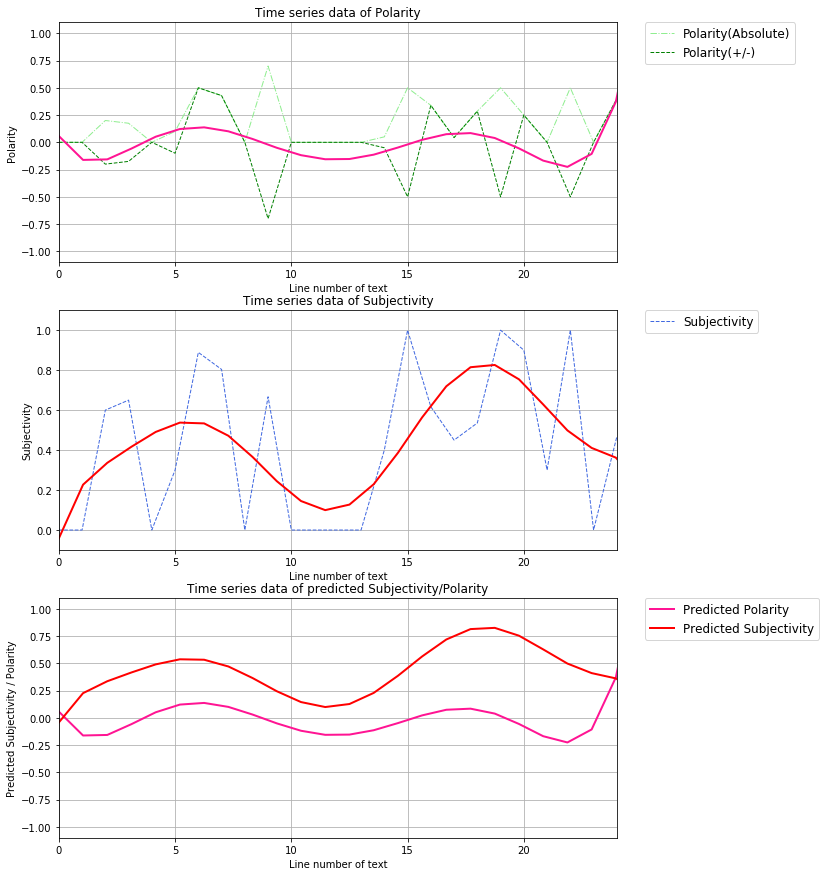 Time series data of Polarity
1.00
0.75
0.50
0.25
0.00
−0.25
−0.50
−0.75
−1.00
Polarity
0 5 10 15 20
Line number of text
Polarity(Absolute)
Polarity(+/-)
Time series data of Subjectivity
1.0
0.8
0.6
0.4
0.2
0.0
Subjectivity
0 5 10 15 20
Line number of text
Subjectivity
Time series data of predicted Subjectivity/Polarity
1.00
0.75
0.50
0.25
0.00
−0.25
−0.50
−0.75
−1.00
Predicted Subjectivity / Polarity
0 5 10 15 20
Line number of text
Predicted Polarity
Predicted Subjectivity